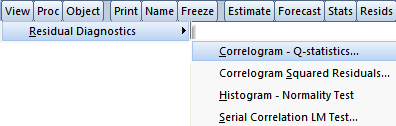 View Proc Object Print Name Freeze Estimate Forecast Stats Resids
Residual Diagnostics
Correlogram - Q-statistics...
Correlogram Squared Residuals...
Histogram - Normality Test
Serial Correlation LM Test...